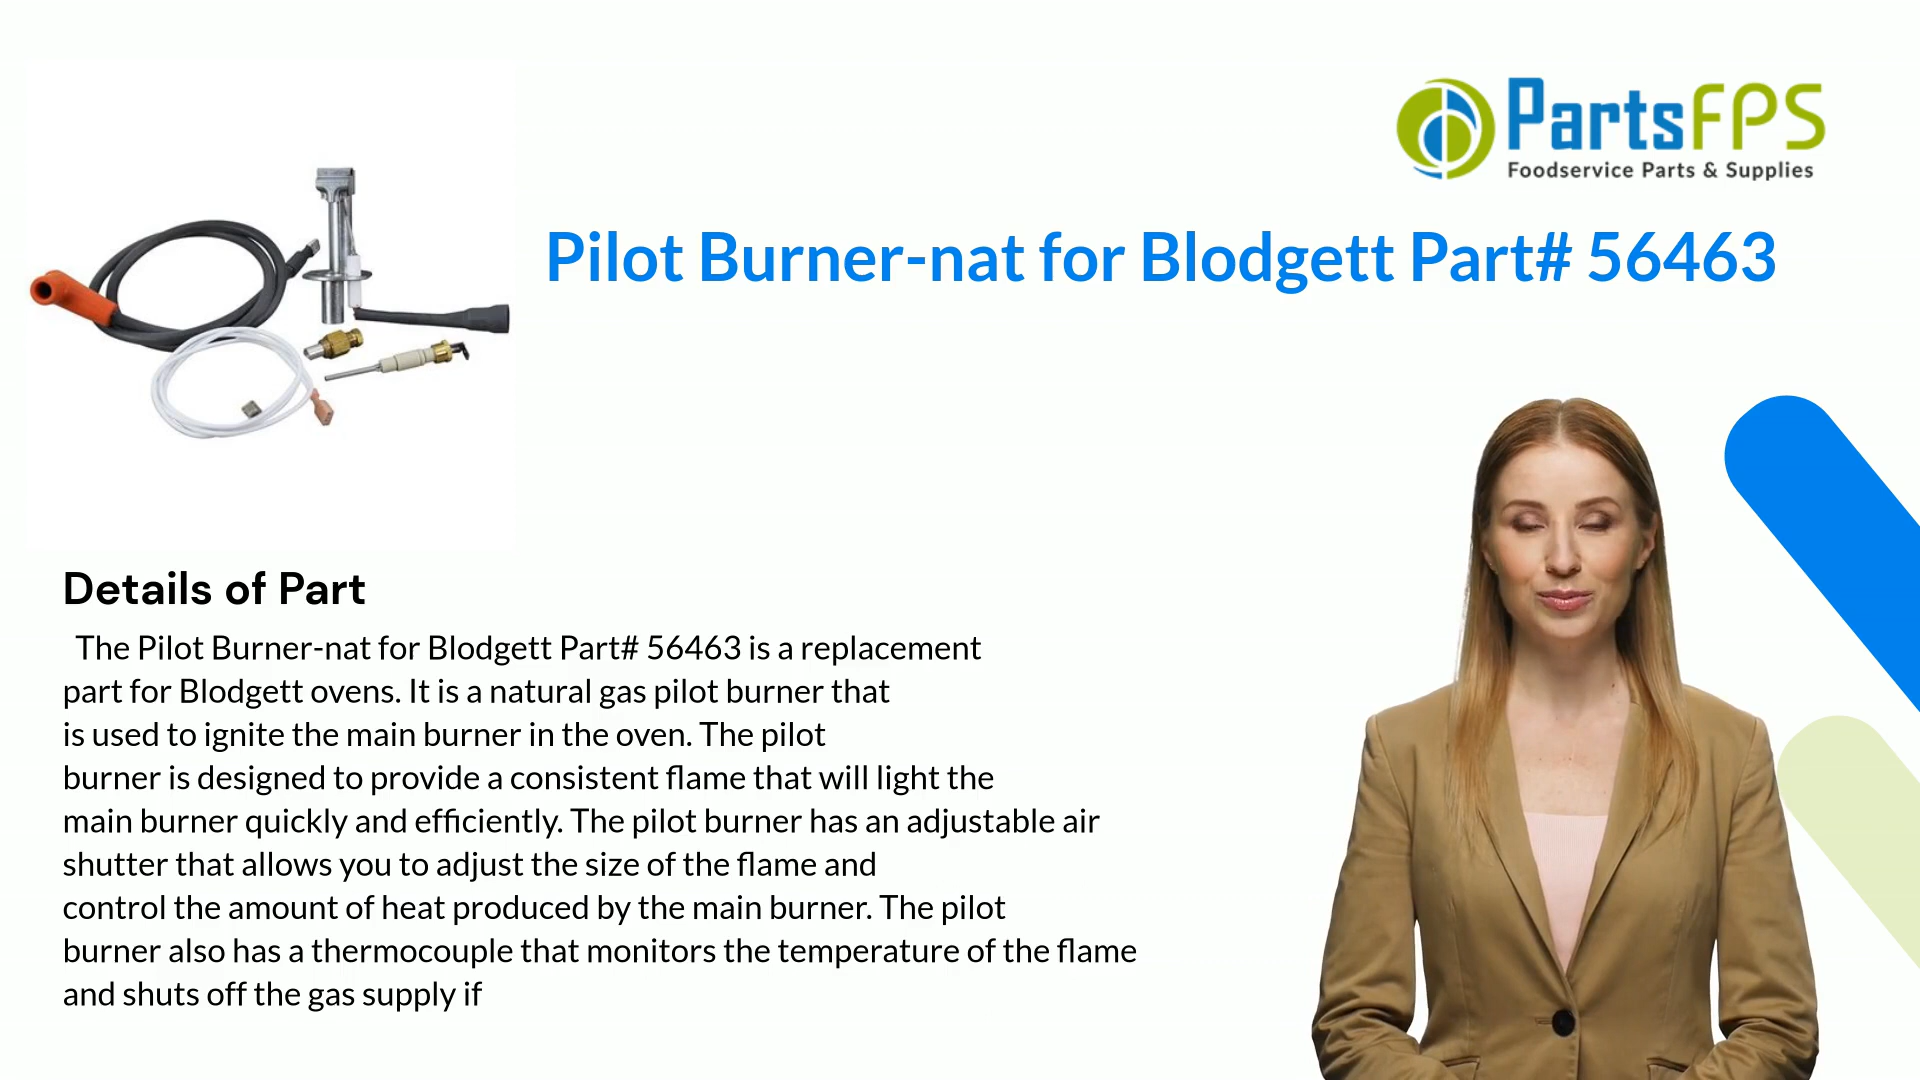 PartsFPS
Foodservice Parts & Supplies
Pilot Burner-nat for Blodgett Part# 56463
Details of Part
The Pilot Burner-nat for Blodgett Part# 56463 is a replacement
part for Blodgett ovens. It is a natural gas pilot burner that
is used to ignite the main burner in the oven. The pilot
burner is designed to provide a consistent flame that will light the
main burner quickly and efficiently. The pilot burner has an adjustable air
shutter that allows you to adjust the size of the flame and
control the amount of heat produced by the main burner. The pilot
burner also has a thermocouple that monitors the temperature of the flame
and shuts off the gas supply if